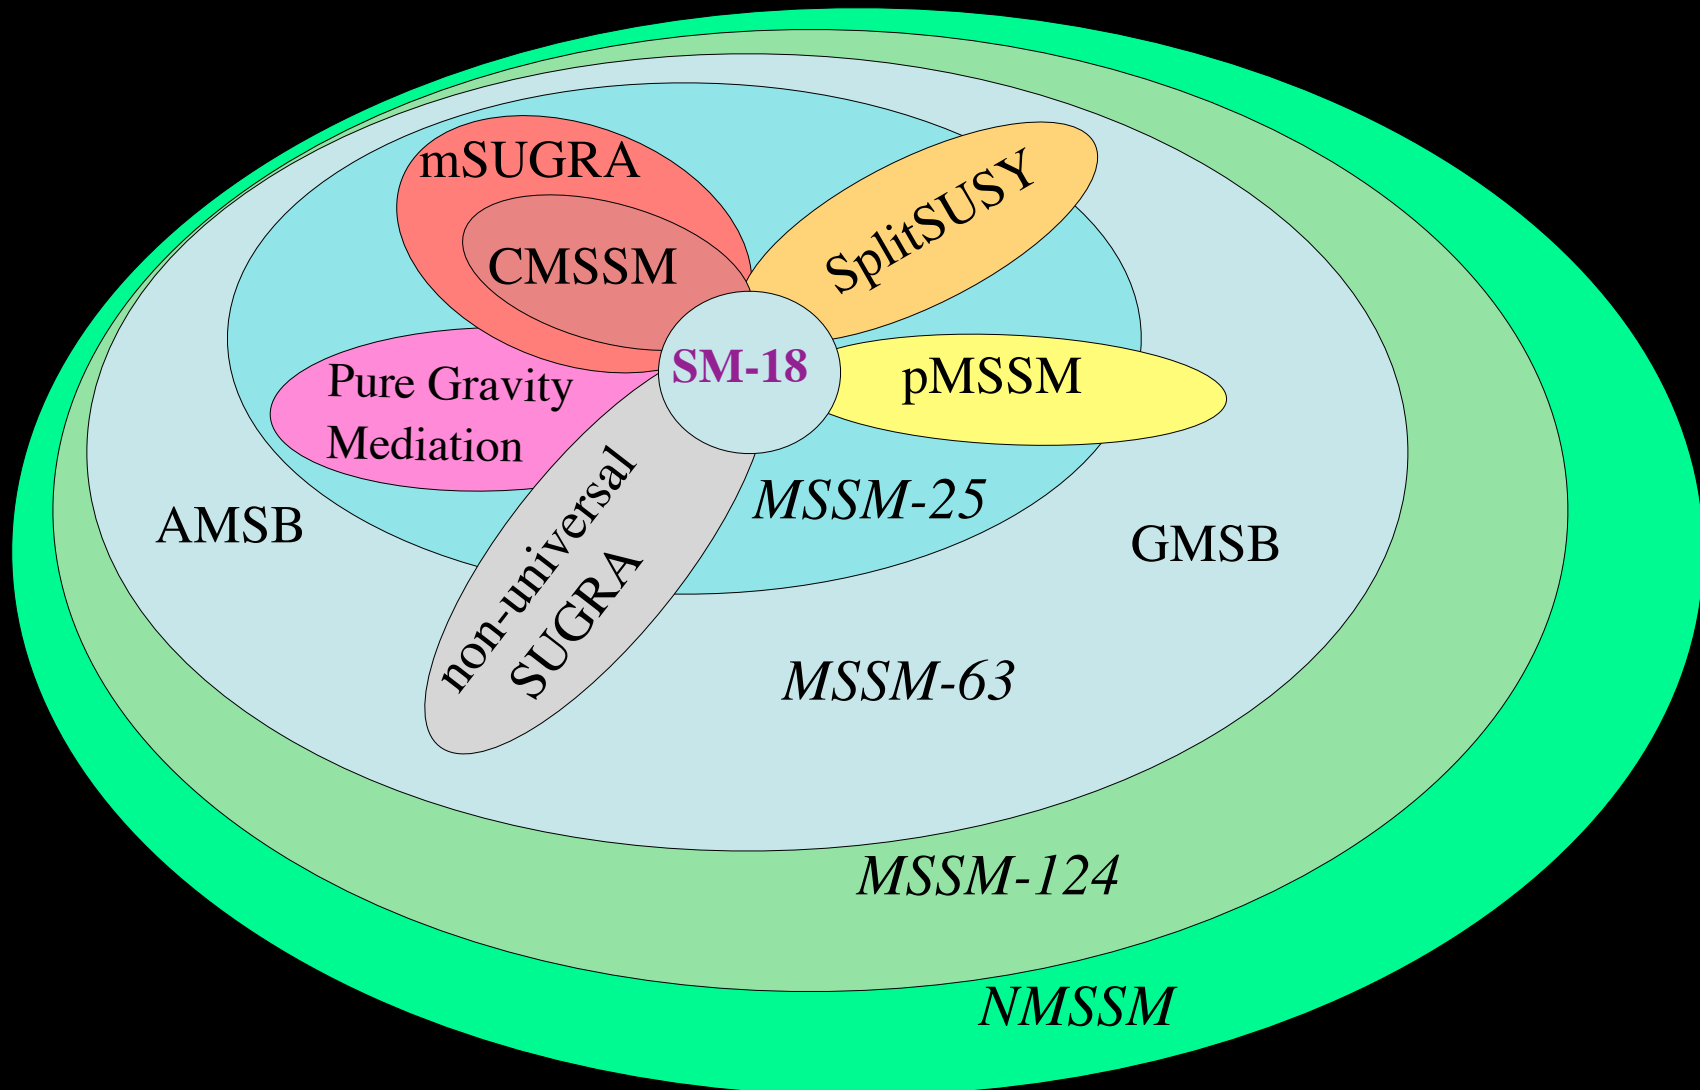 mSUGRA
SplitSUSY
CMSSM
SM-18
pMSSM
Pure Gravity
Mediation
non-universal
SUGRA
MSSM-25
AMSB
GMSB
MSSM-63
MSSM-124
NMSSM